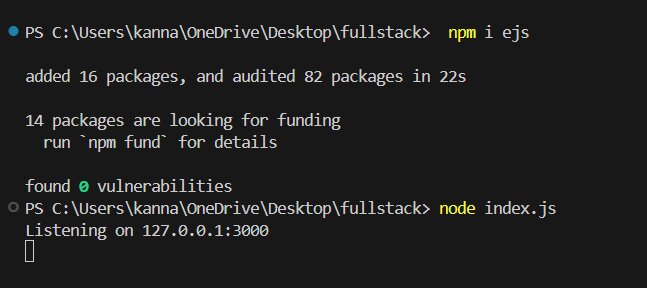 PS C:\Users\kanna\OneDrive\Desktop\fullstack>  npm i ejs
added 16 packages, and audited 82 packages in 22s
14 packages are looking for funding
  run `npm fund` for details
found 0 vulnerabilities
PS C:\Users\kanna\OneDrive\Desktop\fullstack> node index.js
Listening on 127.0.0.1:3000